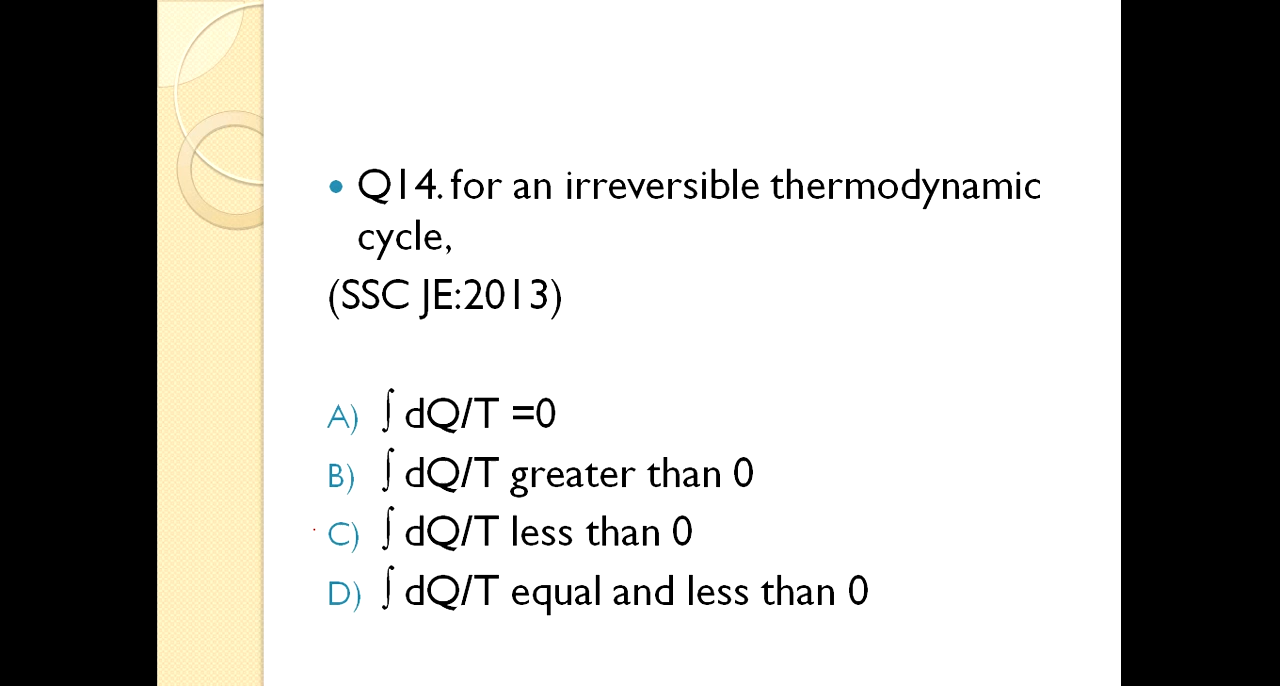 • Q14. for an irreversible thermodynamic
cycle,
(SSC JE:2013)
A) ∫ dQ/T =0
B) ∫ dQ/T greater than 0
C) ∫ dQ/T less than 0
D) ∫ dQ/T equal and less than 0